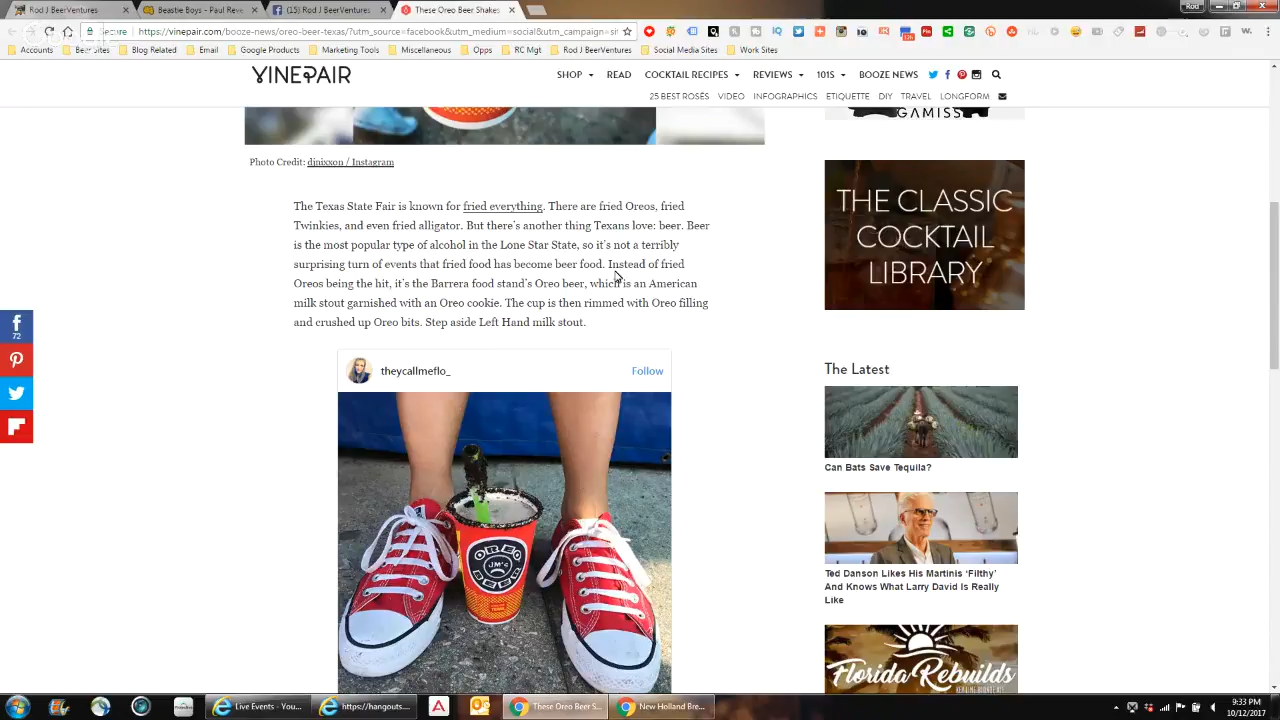 Rod J BeerVentures
Beastie Boys - Paul Rev
(1) Rod J BeerVentures
These Oreo Beer Shakes
Rod
https://vinepair.com/booze-news/oreo-beer-texas/?utm_source=facebook&utm_medium=social&utm_campaign=si
Accounts
Beer Sites
Blog Related
Google Products
Marketing Tools
Miscellaneous
Opps
RC Mgt
Rod J BeerVentures
Social Media Sites
Work Sites
VINEPAIR
SHOP
READ
COCKTAIL RECIPES
REVIEWS
101S
BOOZE NEWS
25 BEST ROSÉS
VIDEO
INFOGRAPHICS
ETIQUETTE
DIY
TRAVEL
LONGFORM
GAMISS
Photo Credit: djnixxon / Instagram
The Texas State Fair is known for fried everything. There are fried Oreos, fried
Twinkies, and even fried alligator. But there's another thing Texans love: beer. Beer
is the most popular type of alcohol in the Lone Star State, so it's not a terribly
surprising turn of events that fried food has become beer food. Instead of fried
Oreos being the hit, it's the Barrera food stand's Oreo beer, which is an American
milk stout garnished with an Oreo cookie. The cup is then rimmed with Oreo filling
and crushed up Oreo bits. Step aside Left Hand milk stout.
72
theycallmeflo_
Follow
JM'S
THE CLASSIC
COCKTAIL
LIBRARY
The Latest
Can Bats Save Tequila?
Ted Danson Likes His Martinis 'Filthy'
And Knows What Larry David Is Really
Like
Florida Rebuilds
Live Events - You...
https://hangouts....
These Oreo Beer S...
New Holland Bre...
9:33 PM
10/12/2017